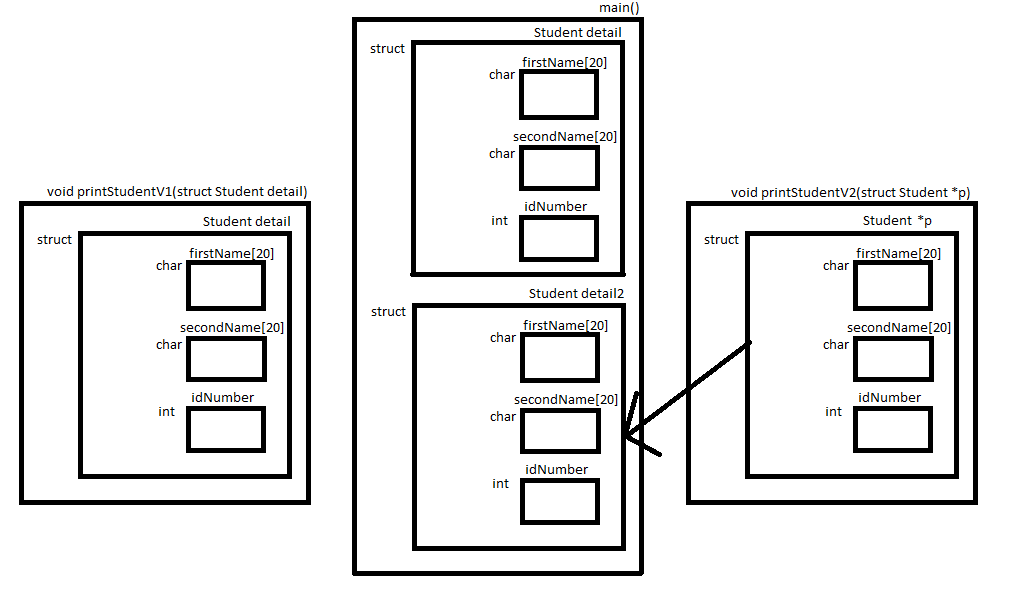 main()
Student detail
struct
firstName[20]
char
secondName[20]
char
idNumber
int
Student detail2
struct
firstName[20]
char
secondName[20]
char
idNumber
int
void printStudentV1(struct Student detail)
Student detail
struct
firstName[20]
char
secondName[20]
char
idNumber
int
void printStudentV2(struct Student *p)
Student *p
struct
firstName[20]
char
secondName[20]
char
idNumber
int